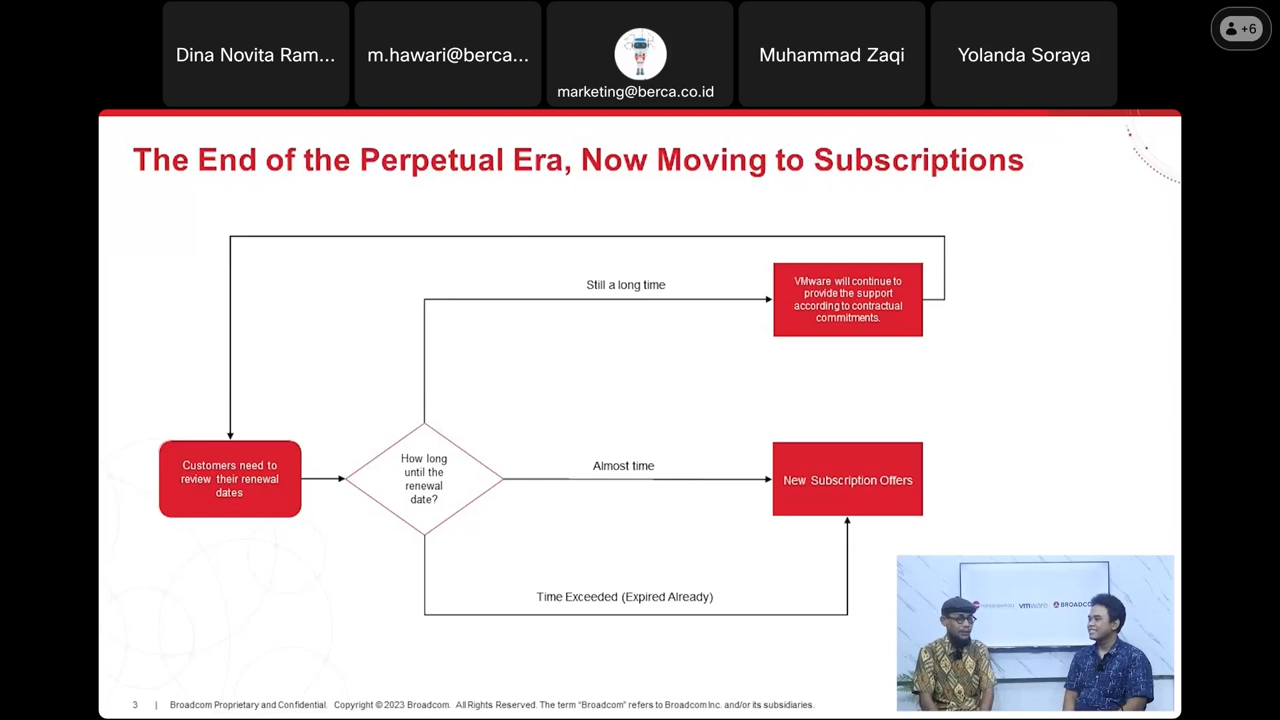 Dina Novita Ram...
m.hawari@berca...
marketing@berca.co.id
Muhammad Zaqi
Yolanda Soraya
+6
The End of the Perpetual Era, Now Moving to Subscriptions
Still a long time
VMware will continue to
provide the support
according to contractual
commitments.
Customers need to
review their renewal
dates
How long
until the
renewal
date?
Almost time
New Subscription Offers
Time Exceeded (Expired Already)
vmware
BROADCO
3 | Broadcom Proprietary and Confidential. Copyright © 2023 Broadcom. All Rights Reserved. The term “Broadcom” refers to Broadcom Inc. and/or its subsidiaries.